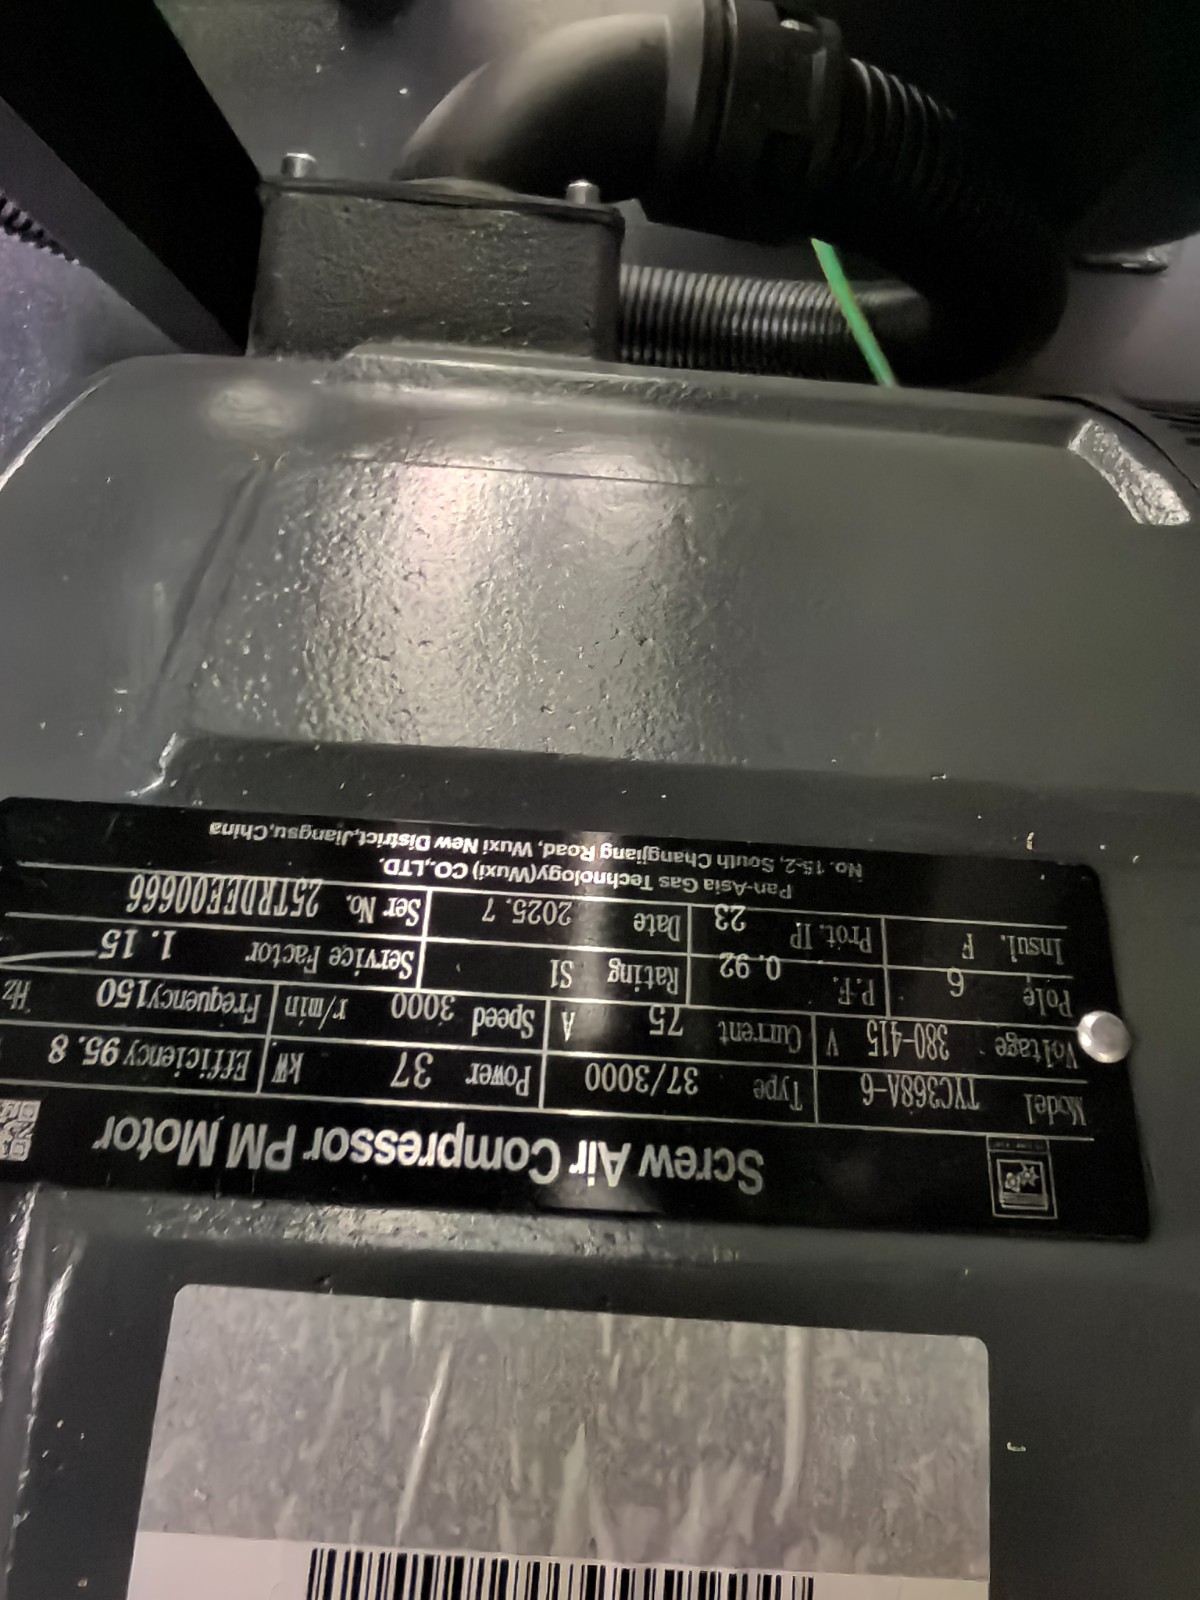 Screw Air Compressor PM Motor
Model TYC368A-6 Type 37/3000 Power 37 kW Efficiency 95.8
Voltage 380-415 V Current 75 A Speed 3000 r/min Frequency 150 Hz
Pole 6 P.F. 0.92 Rating S1 Service Factor 1.15
Insul. F Prot. IP 23 Date 2025.7 Ser No. 25TRDEE00666
Pan-Asia Gas Technology(Wuxi) CO.,LTD.
No. 15-2, South Changjiang Road, Wuxi New District,Jiangsu,China